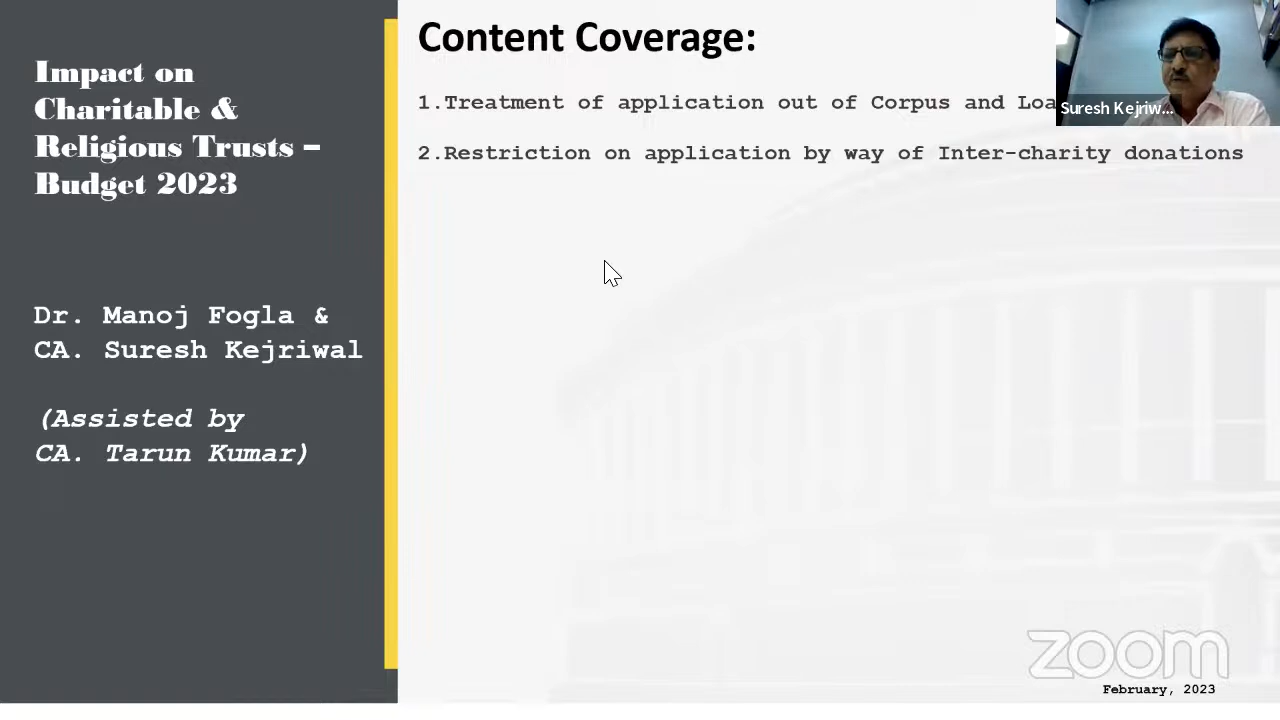 Impact on
Charitable &
Religious Trusts –
Budget 2023
Dr. Manoj Fogla &
CA. Suresh Kejriwal
(Assisted by
CA. Tarun Kumar)
Content Coverage:
1.Treatment of application out of Corpus and
2.Restriction on application by way of Inter-charity donations
Suresh Kejriw...
zoom
February, 2023